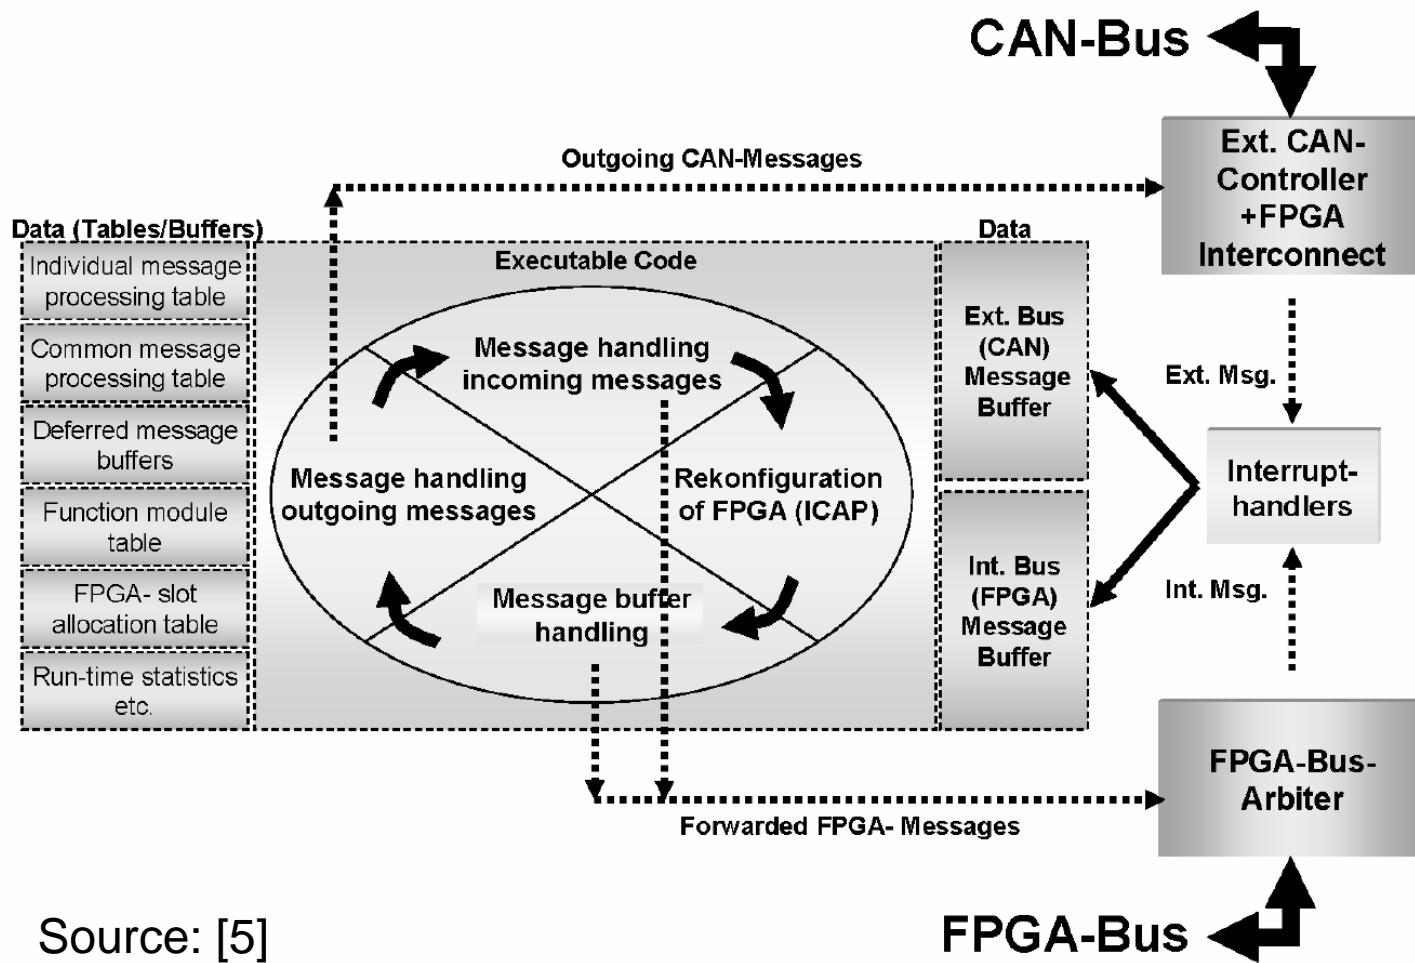 CAN-Bus
Ext. CAN-
Controller
+FPGA
Interconnect
Outgoing CAN-Messages
Data (Tables/Buffers)
Individual message
processing table
Common message
processing table
Deferred message
buffers
Function module
table
FPGA- slot
allocation table
Run-time statistics
etc.
Executable Code
Message handling
incoming messages
Message handling
outgoing messages
Rekonfiguration
of FPGA (ICAP)
Message buffer
handling
Data
Ext. Bus
(CAN)
Message
Buffer
Int. Bus
(FPGA)
Message
Buffer
Ext. Msg.
Interrupt-
handlers
Int. Msg.
FPGA-Bus-
Arbiter
Forwarded FPGA- Messages
Source: [5]
FPGA-Bus